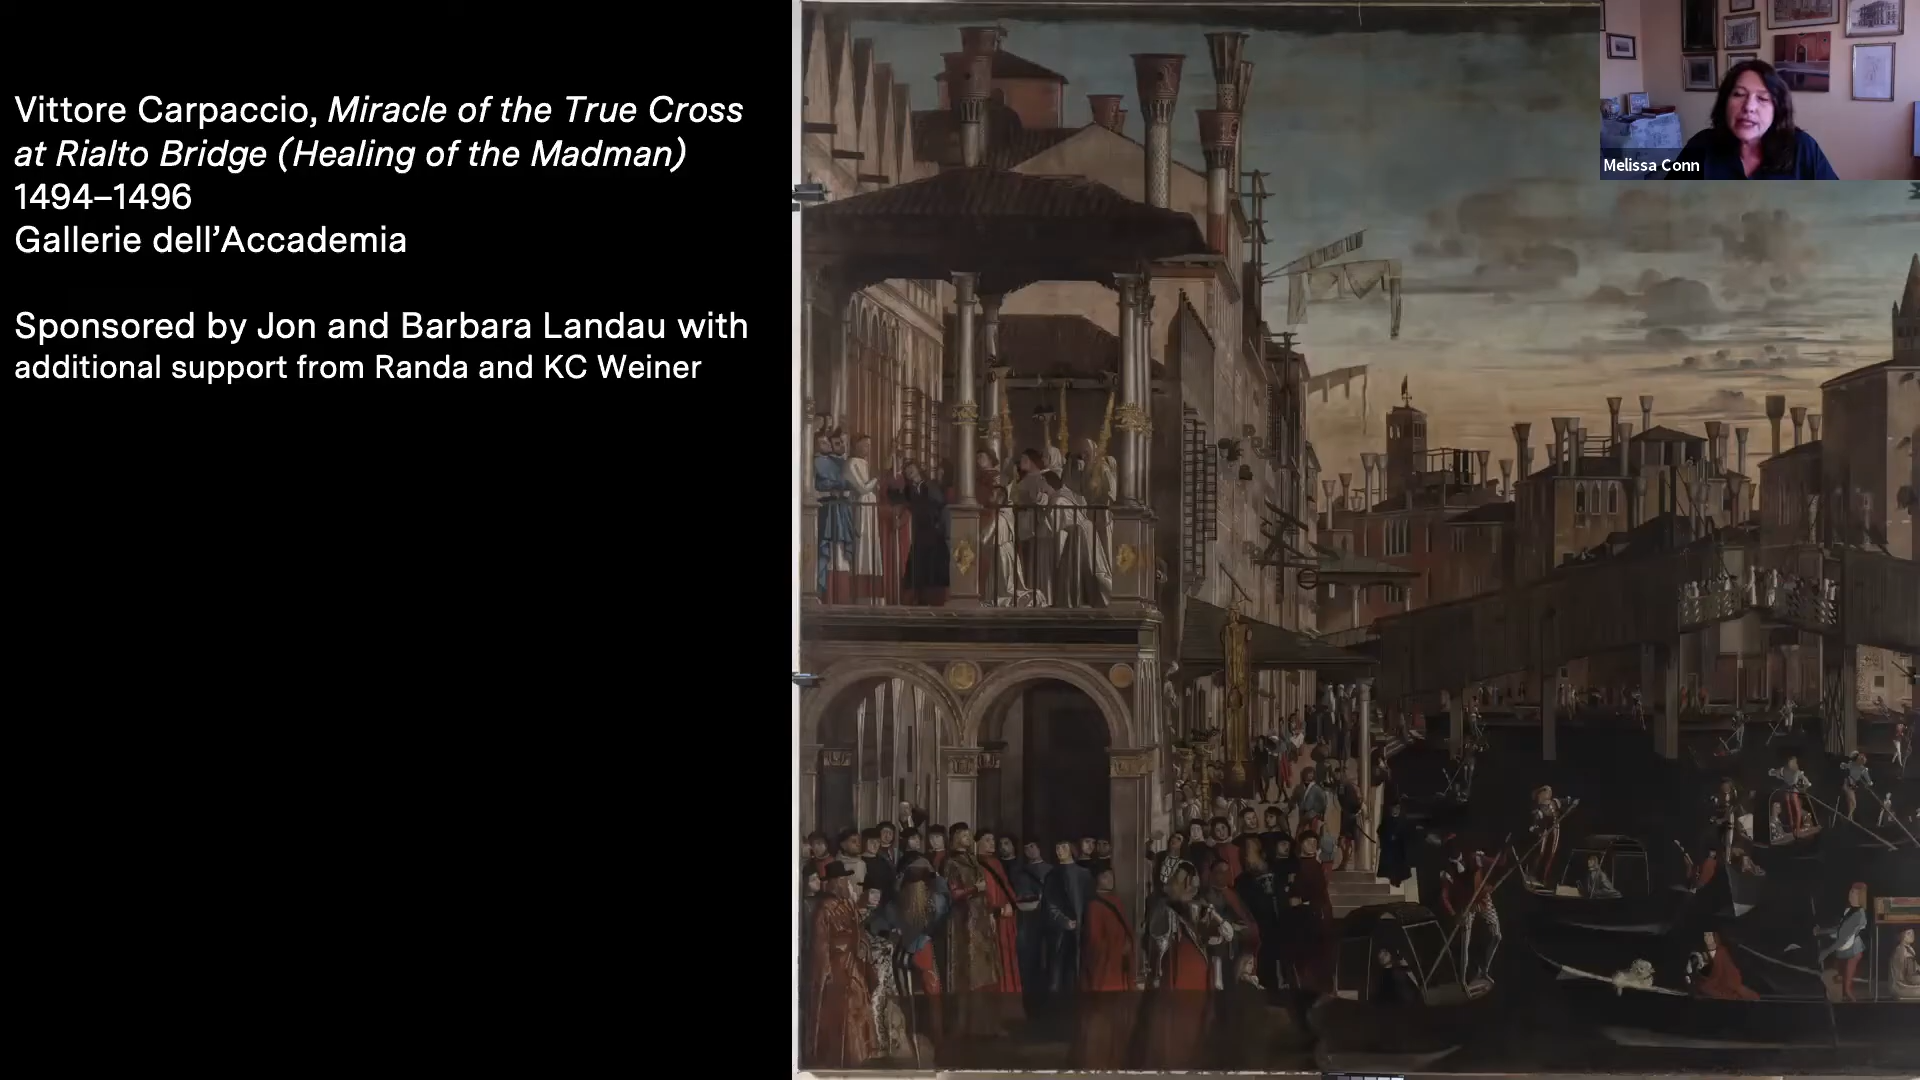 Vittore Carpaccio, Miracle of the True Cross
at Rialto Bridge (Healing of the Madman)
1494–1496
Gallerie dell’Accademia
Sponsored by Jon and Barbara Landau with
additional support from Randa and KC Weiner
Melissa Conn